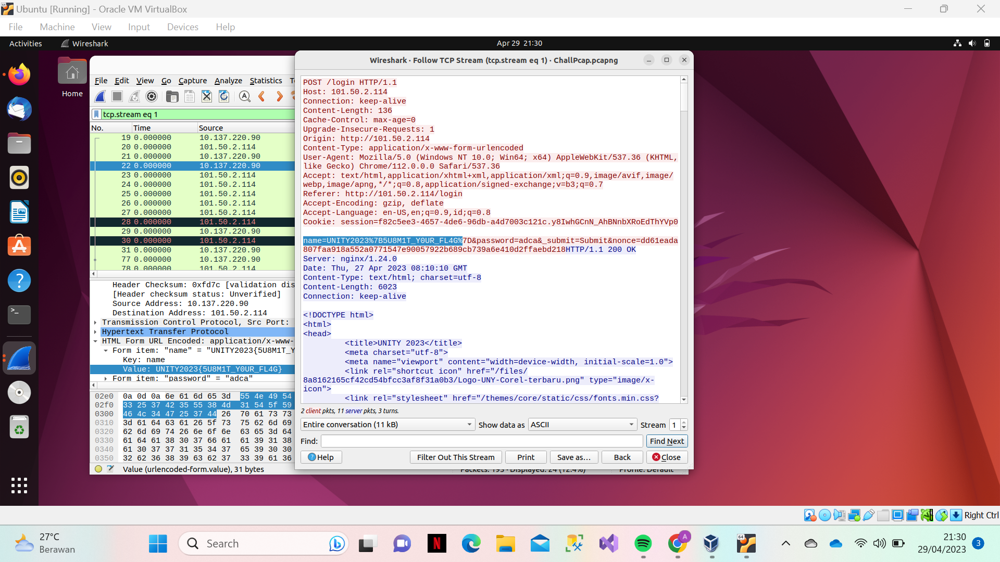 Ubuntu [Running] - Oracle VM VirtualBox
File Machine View Input Devices Help
Activities Wireshark Apr 29 21:30
Home
File Edit View Go Capture Analyze Statistics
tcp.stream eq 1
No. Time Source
19 0.000000 10.137.220.90
20 0.000000 101.50.2.114
21 0.000000 10.137.220.90
22 0.000000 10.137.220.90
23 0.000000 101.50.2.114
24 0.000000 101.50.2.114
25 0.000000 101.50.2.114
26 0.000000 101.50.2.114
27 0.000000 101.50.2.114
28 0.000000 101.50.2.114
29 0.000000 10.137.220.90
30 0.000000 101.50.2.114
31 0.000000 10.137.220.90
77 0.000000 10.137.220.90
78 0.000000 101.50.2.114
Header Checksum: 0xfd7c [validation dis
[Header checksum status: Unverified]
Source Address: 10.137.220.90
Destination Address: 101.50.2.114
Transmission Control Protocol, Src Port:
Hypertext Transfer Protocol
HTML Form URL Encoded: application/x-www-
Form item: "name" = "UNITY2023{5U8M1T_Y
Key: name
Value: UNITY2023{5U8M1T_Y0UR_FL4G}
Form item: "password" = "adca"
02e0 0a 0d 0a 6e 61 6d 65 3d 55 4e 49 54
02f0 33 25 37 42 35 55 38 4d 31 54 5f 59
0300 46 4c 34 47 25 37 44 26 70 61 73 73
0310 3d 61 64 63 61 26 5f 73 75 62 6d 69
0320 62 6d 69 74 26 6e 6f 6e 63 65 3d 64
0330 61 64 61 38 30 37 66 61 61 39 31 38
0340 61 30 37 37 31 35 34 37 65 39 30 30
0350 32 62 36 38 39 63 62 37 33 39 61 36
Value (urlencoded-form.value), 31 bytes
Packets: 193 · Displayed: 24 (12.4%) Profile: Default
Wireshark · Follow TCP Stream (tcp.stream eq 1) · ChallPcap.pcapng
POST /login HTTP/1.1
Host: 101.50.2.114
Connection: keep-alive
Content-Length: 136
Cache-Control: max-age=0
Upgrade-Insecure-Requests: 1
Origin: http://101.50.2.114
Content-Type: application/x-www-form-urlencoded
User-Agent: Mozilla/5.0 (Windows NT 10.0; Win64; x64) AppleWebKit/537.36 (KHTML,
like Gecko) Chrome/112.0.0.0 Safari/537.36
Accept: text/html,application/xhtml+xml,application/xml;q=0.9,image/avif,image/
webp,image/apng,*/*;q=0.8,application/signed-exchange;v=b3;q=0.7
Referer: http://101.50.2.114/login
Accept-Encoding: gzip, deflate
Accept-Language: en-US,en;q=0.9,id;q=0.8
Cookie: session=f82c5ee3-4657-4de6-96db-a4d7003c121c.y8IwhGCnN_AhBNnbXRoEdThYVp0
name=UNITY2023%7B5U8M1T_Y0UR_FL4G%7D&password=adca&_submit=Submit&nonce=dd61eada
807faa918a552a0771547e90057922b689cb739a6e410d2ffaebd218HTTP/1.1 200 OK
Server: nginx/1.24.0
Date: Thu, 27 Apr 2023 08:10:10 GMT
Content-Type: text/html; charset=utf-8
Content-Length: 6023
Connection: keep-alive
<!DOCTYPE html>
<html>
<head>
<title>UNITY 2023</title>
<meta charset="utf-8">
<meta name="viewport" content="width=device-width, initial-scale=1.0">
<link rel="shortcut icon" href="/files/
8a8162165cf42cd54bfcc3af8f31a0b3/Logo-UNY-Corel-terbaru.png" type="image/x-
icon">
<link rel="stylesheet" href="/themes/core/static/css/fonts.min.css?
2 client pkts, 11 server pkts, 3 turns.
Entire conversation (11 kB) Show data as ASCII Stream 1
Find: Find Next
Help Filter Out This Stream Print Save as… Back Close
Right Ctrl
27°C
Berawan
Search
64
A
21:30
29/04/2023
3